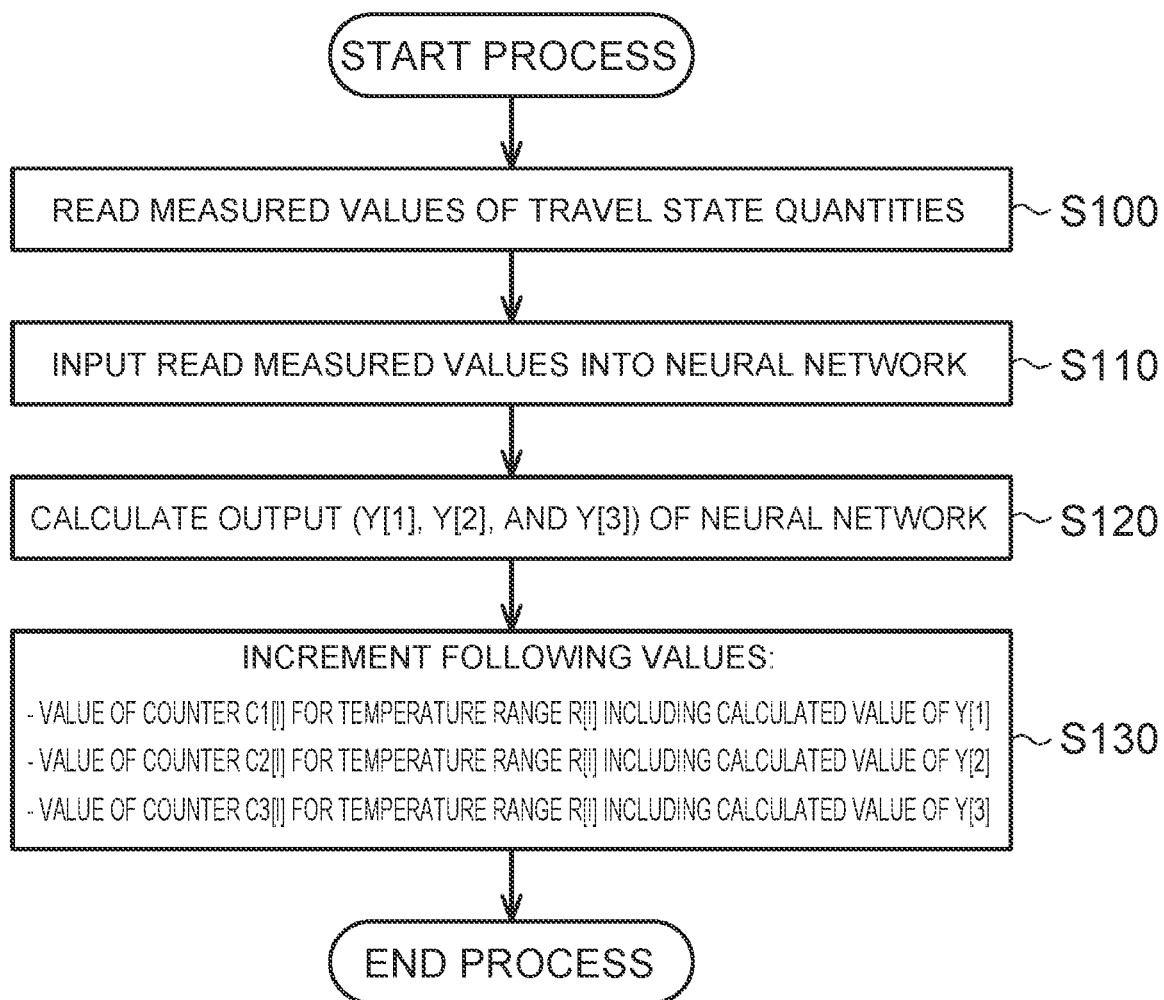 START PROCESS
READ MEASURED VALUES OF TRAVEL STATE QUANTITIES
S100
INPUT READ MEASURED VALUES INTO NEURAL NETWORK
S110
CALCULATE OUTPUT (Y[1], Y[2], AND Y[3]) OF NEURAL NETWORK
S120
INCREMENT FOLLOWING VALUES:
- VALUE OF COUNTER C1[i] FOR TEMPERATURE RANGE R[i] INCLUDING CALCULATED VALUE OF Y[1]
- VALUE OF COUNTER C2[i] FOR TEMPERATURE RANGE R[i] INCLUDING CALCULATED VALUE OF Y[2]
- VALUE OF COUNTER C3[i] FOR TEMPERATURE RANGE R[i] INCLUDING CALCULATED VALUE OF Y[3]
S130
END PROCESS